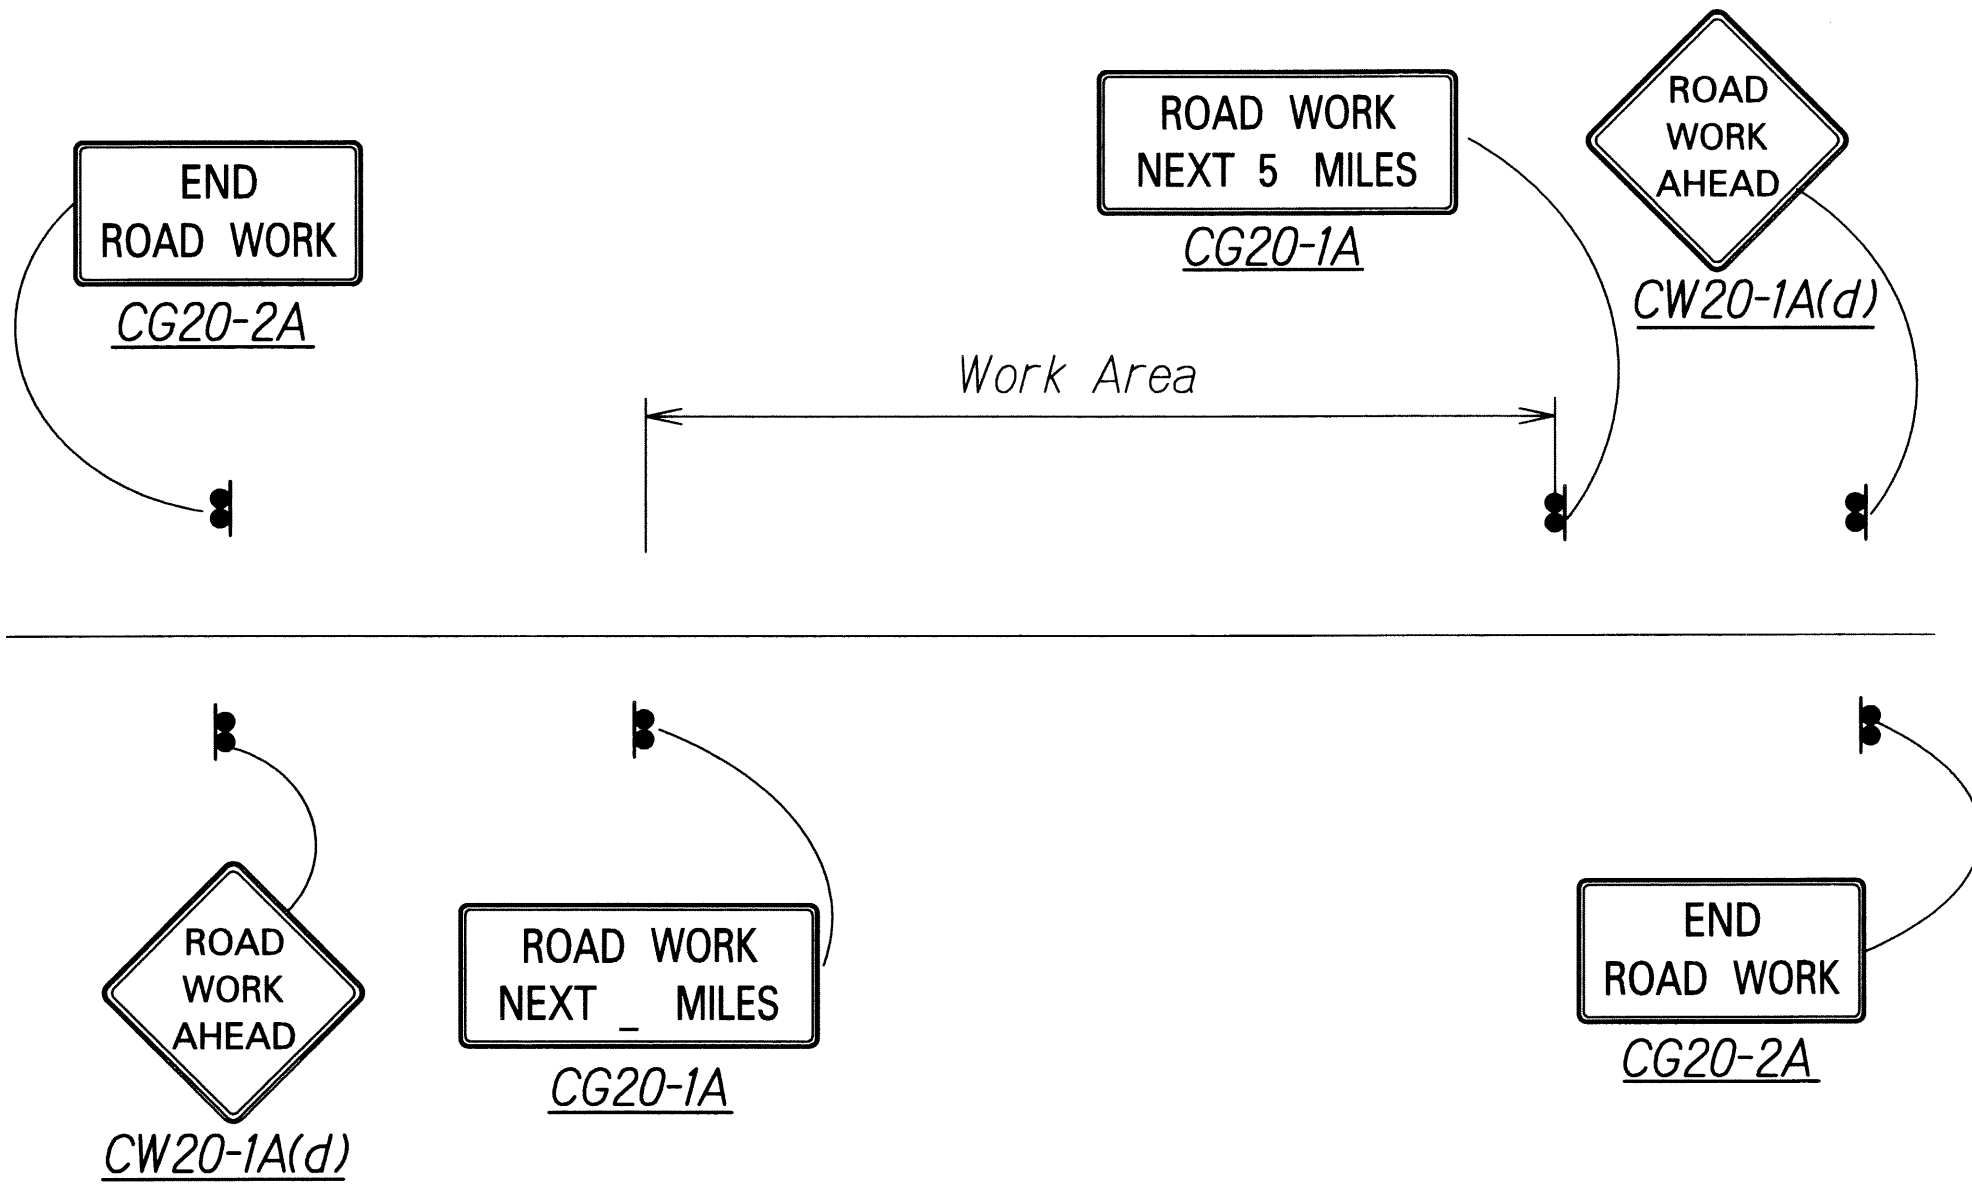 END
ROAD WORK
CG20-2A
ROAD WORK
NEXT 5 MILES
CG20-1A
ROAD
WORK
AHEAD
CW20-1A(d)
Work Area
ROAD
WORK
AHEAD
CW20-1A(d)
ROAD WORK
NEXT _ MILES
CG20-1A
END
ROAD WORK
CG20-2A